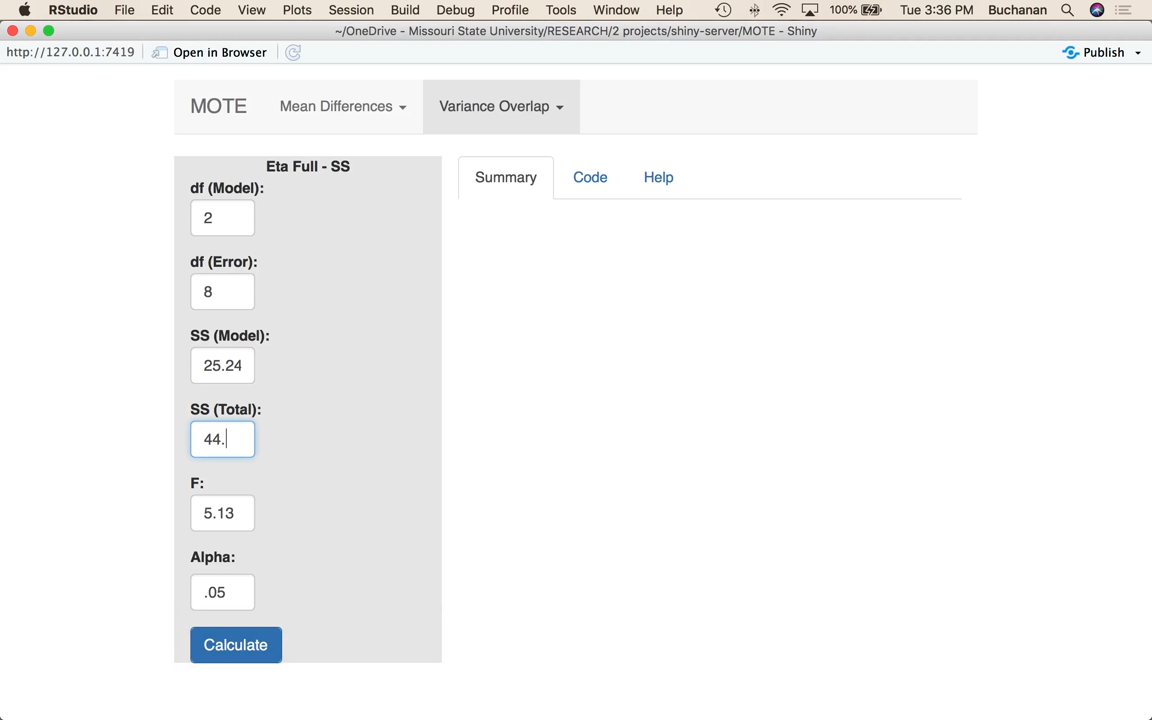 RStudio File Edit Code View Plots Session Build Debug Profile Tools Window Help 100% Tue 3:36 PM Buchanan
~/OneDrive - Missouri State University/RESEARCH/2 projects/shiny-server/MOTE - Shiny
http://127.0.0.1:7419 Open in Browser Publish
MOTE Mean Differences Variance Overlap
Eta Full - SS
Summary Code Help
df (Model):
2
df (Error):
8
SS (Model):
25.24
SS (Total):
44.
F:
5.13
Alpha:
.05
Calculate